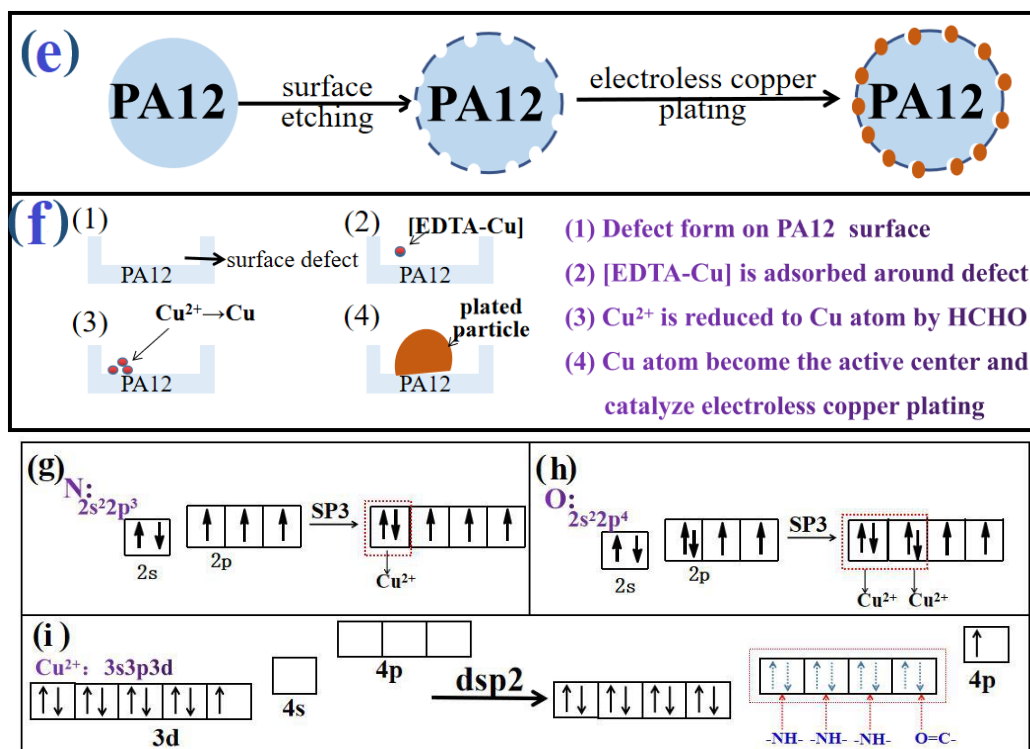 (e)
PA12
surface
etching
PA12
electroless copper
plating
PA12
(f)
(1)
surface defect
PA12
(2)
[EDTA-Cu]
PA12
(3)
Cu²⁺→Cu
PA12
(4)
plated
particle
PA12
(1) Defect form on PA12 surface
(2) [EDTA-Cu] is adsorbed around defect
(3) Cu²⁺ is reduced to Cu atom by HCHO
(4) Cu atom become the active center and
catalyze electroless copper plating
(g)
N:
2s²2p³
2s
2p
SP3
Cu²⁺
(h)
O:
2s²2p⁴
2s
2p
SP3
Cu²⁺
Cu²⁺
(i)
Cu²⁺: 3s3p3d
3d
4s
4p
dsp2
4p
-NH- -NH- -NH- O=C-